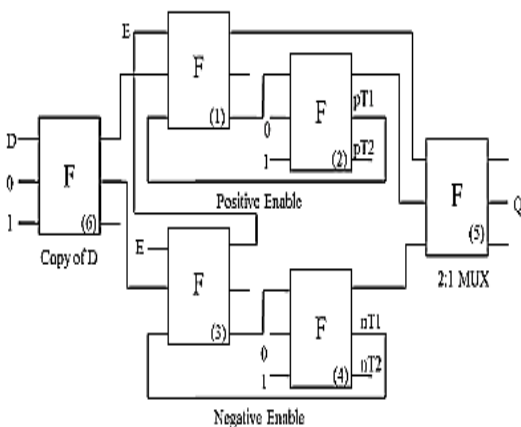 E
F
(1)
F
0
1
pT1
pT2
(2)
Positive Enable
D
0
1
F
(6)
Copy of D
F
(5)
Q
2:1 MUX
E
F
(3)
F
0
1
nT1
nT2
(4)
Negative Enable